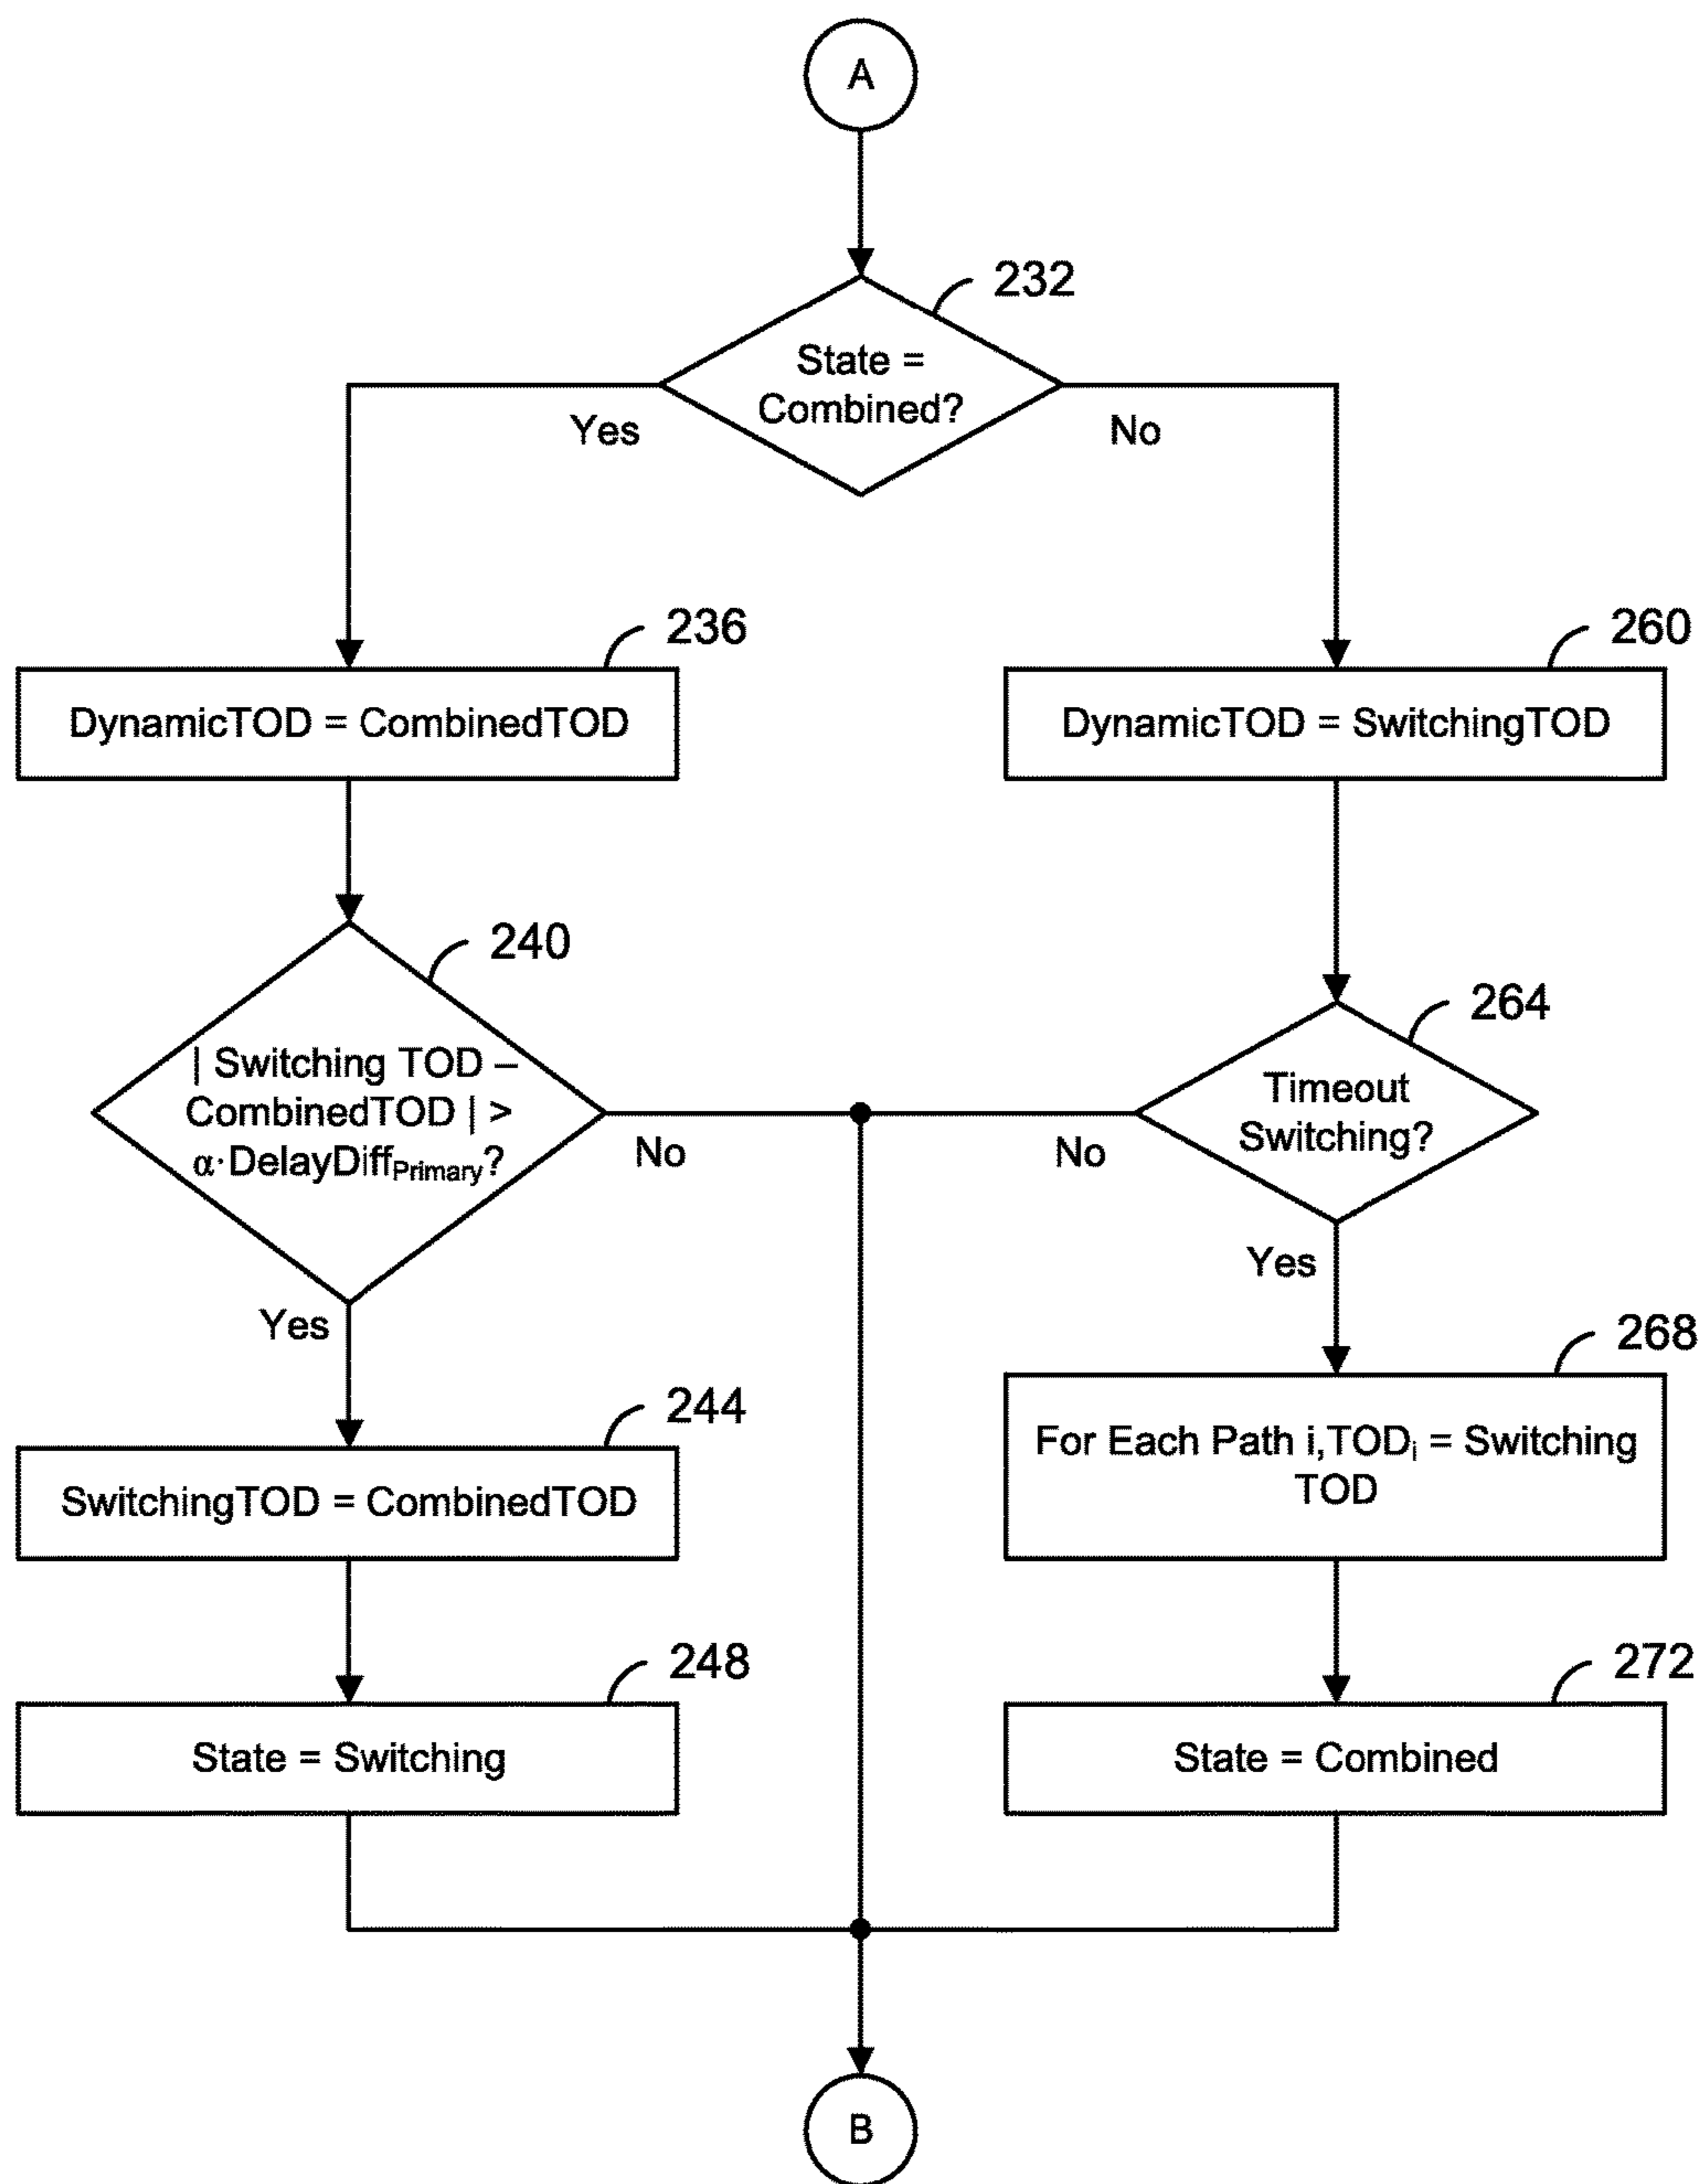 A
232
State =
Combined?
Yes
No
236
260
DynamicTOD = CombinedTOD
DynamicTOD = SwitchingTOD
240
264
| Switching TOD –
CombinedTOD | >
α·DelayDiffPrimary?
No
Timeout
Switching?
No
Yes
Yes
244
268
SwitchingTOD = CombinedTOD
For Each Path i,TODi = Switching
TOD
248
272
State = Switching
State = Combined
B